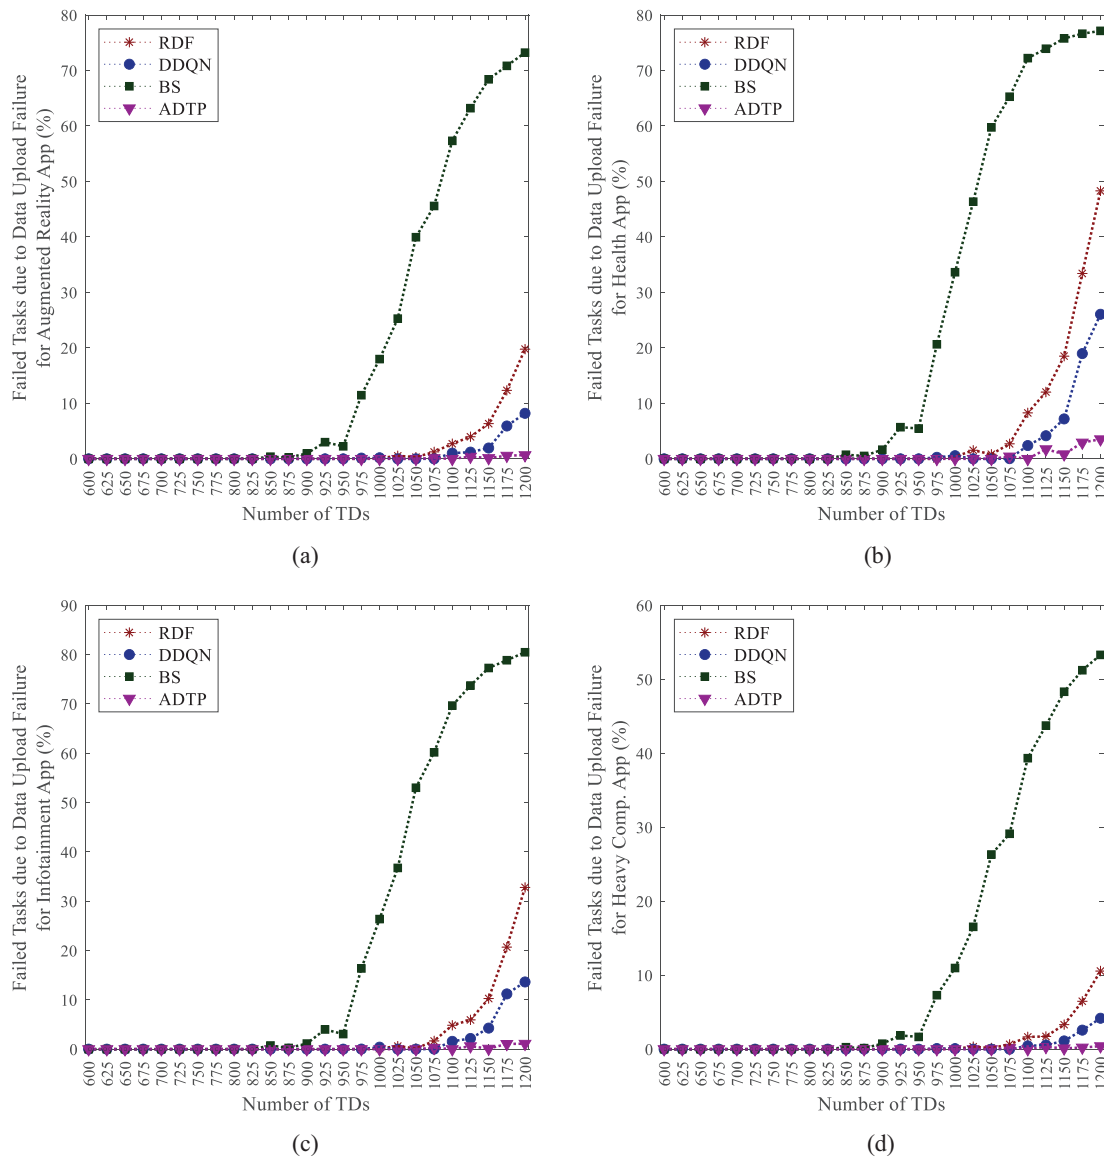 80
70
60
50
40
30
20
10
0
Failed Tasks due to Data Upload Failure
for Augmented Reality App (%)
RDF
DDQN
BS
ADTP
600 625 650 675 700 725 750 775 800 825 850 875 900 925 950 975 1000 1025 1050 1075 1100 1125 1150 1175 1200
Number of TDs
(a)
80
70
60
50
40
30
20
10
0
Failed Tasks due to Data Upload Failure
for Health App (%)
RDF
DDQN
BS
ADTP
600 625 650 675 700 725 750 775 800 825 850 875 900 925 950 975 1000 1025 1050 1075 1100 1125 1150 1175 1200
Number of TDs
(b)
90
80
70
60
50
40
30
20
10
0
Failed Tasks due to Data Upload Failure
for Infotainment App (%)
RDF
DDQN
BS
ADTP
600 625 650 675 700 725 750 775 800 825 850 875 900 925 950 975 1000 1025 1050 1075 1100 1125 1150 1175 1200
Number of TDs
(c)
60
50
40
30
20
10
0
Failed Tasks due to Data Upload Failure
for Heavy Comp. App (%)
RDF
DDQN
BS
ADTP
600 625 650 675 700 725 750 775 800 825 850 875 900 925 950 975 1000 1025 1050 1075 1100 1125 1150 1175 1200
Number of TDs
(d)